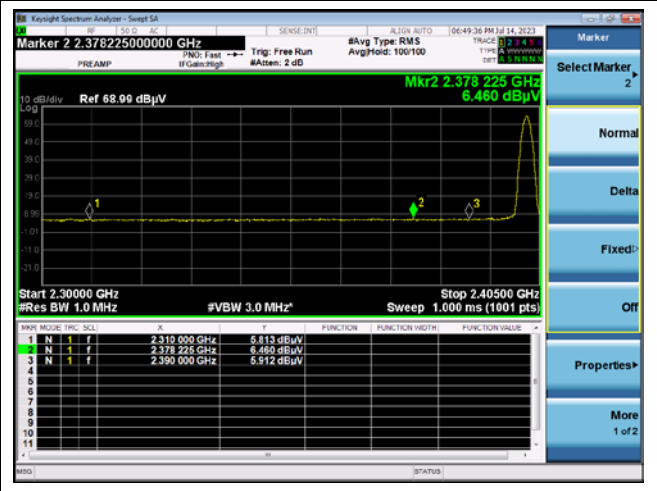 Keysight Spectrum Analyzer - Swept SA
RF 50 Ω AC SENSE:INT ALIGN AUTO 06:49:36 PM Jul 14, 2023
Marker 2 2.378225000000 GHz
PREAMP
PNO: Fast
IFGain:High
Trig: Free Run
#Atten: 2 dB
#Avg Type: RMS
Avg|Hold: 100/100
TRACE 1 2 3 4 5 6
TYPE A WWWWW
DET A S N N N N
Mkr2 2.378 225 GHz
6.460 dBµV
10 dB/div Ref 68.99 dBµV
Log
59.0
49.0
39.0
29.0
19.0
8.99
-1.01
-11.0
-21.0
1
2
3
Start 2.30000 GHz
Stop 2.40500 GHz
#Res BW 1.0 MHz
#VBW 3.0 MHz*
Sweep 1.000 ms (1001 pts)
MKR MODE TRC SCL X Y FUNCTION FUNCTION WIDTH FUNCTION VALUE
1 N 1 f 2.310 000 GHz 5.813 dBµV
2 N 1 f 2.378 225 GHz 6.460 dBµV
3 N 1 f 2.390 000 GHz 5.912 dBµV
4
5
6
7
8
9
10
11
MSG
STATUS
Marker
Select Marker
2
Normal
Delta
Fixed
Off
Properties
More
1 of 2